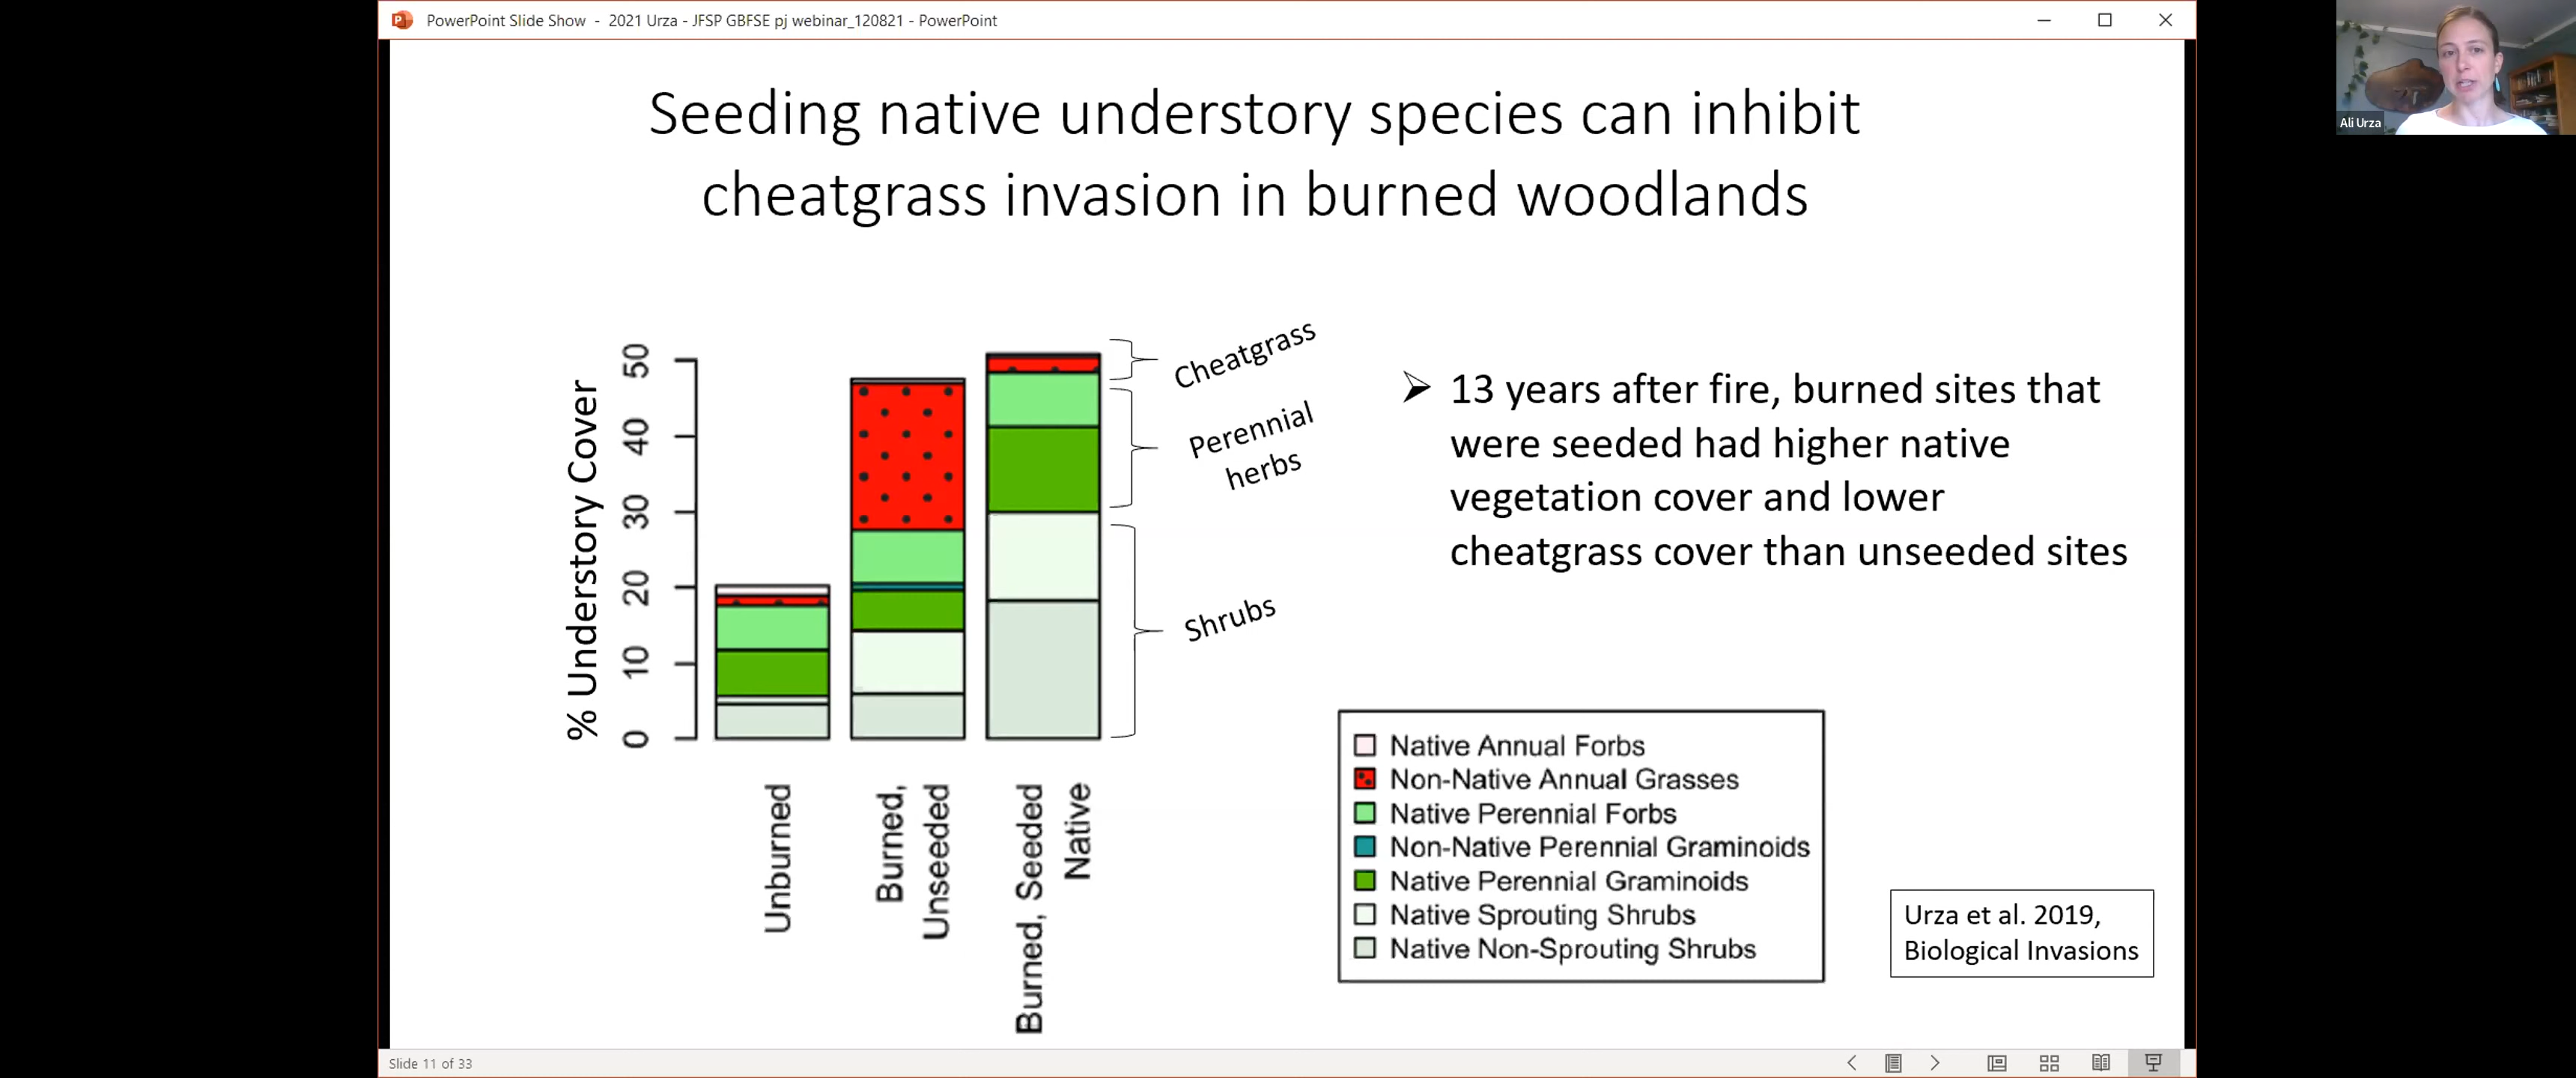 PowerPoint Slide Show - 2021 Urza - JFSP GBFSE pj webinar_120821 - PowerPoint
Ali Urza
Seeding native understory species can inhibit
cheatgrass invasion in burned woodlands
% Understory Cover
50
40
30
20
10
0
Unburned
Burned,
Unseeded
Burned, Seeded
Native
Cheatgrass
Perennial
herbs
Shrubs
➢ 13 years after fire, burned sites that
were seeded had higher native
vegetation cover and lower
cheatgrass cover than unseeded sites
Native Annual Forbs
Non-Native Annual Grasses
Native Perennial Forbs
Non-Native Perennial Graminoids
Native Perennial Graminoids
Native Sprouting Shrubs
Native Non-Sprouting Shrubs
Urza et al. 2019,
Biological Invasions
Slide 11 of 33